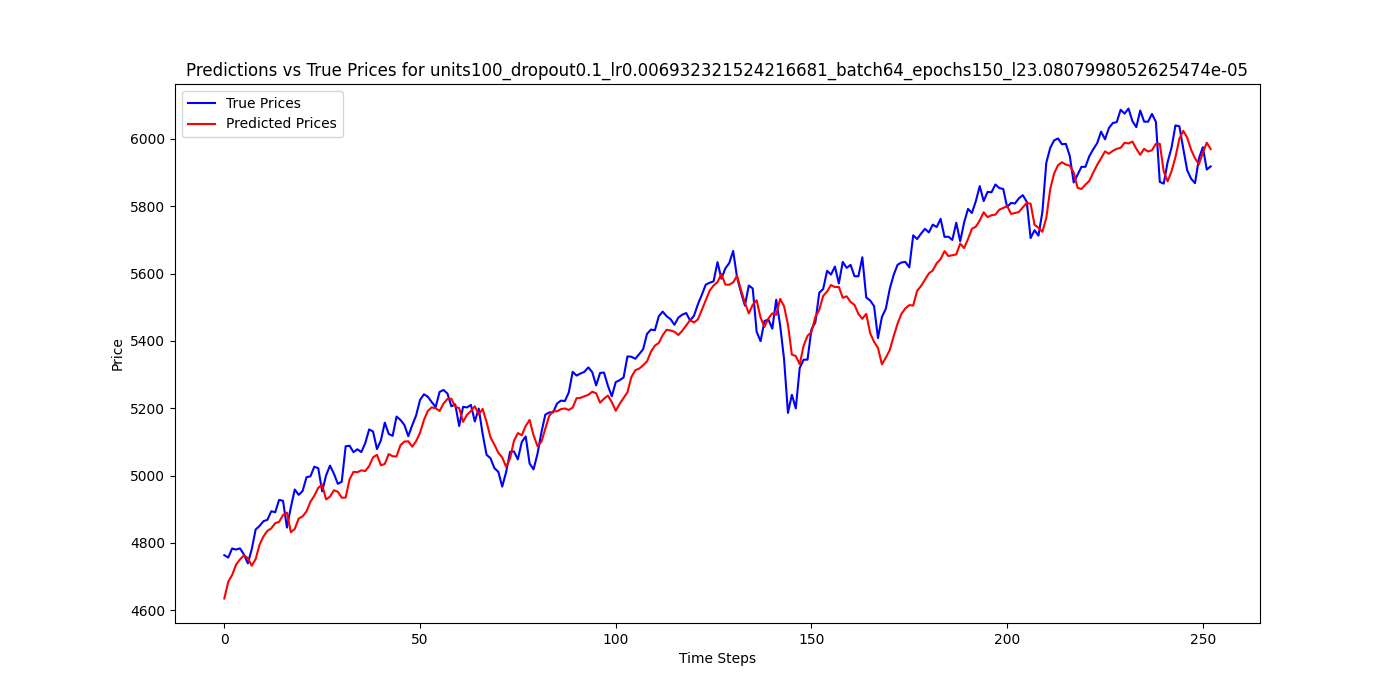 Predictions vs True Prices for units100_dropout0.1_lr0.006932321524216681_batch64_epochs150_l23.0807998052625474e-05
True Prices
Predicted Prices
6000
5800
5600
5400
5200
5000
4800
4600
Price
0
50
100
150
200
250
Time Steps